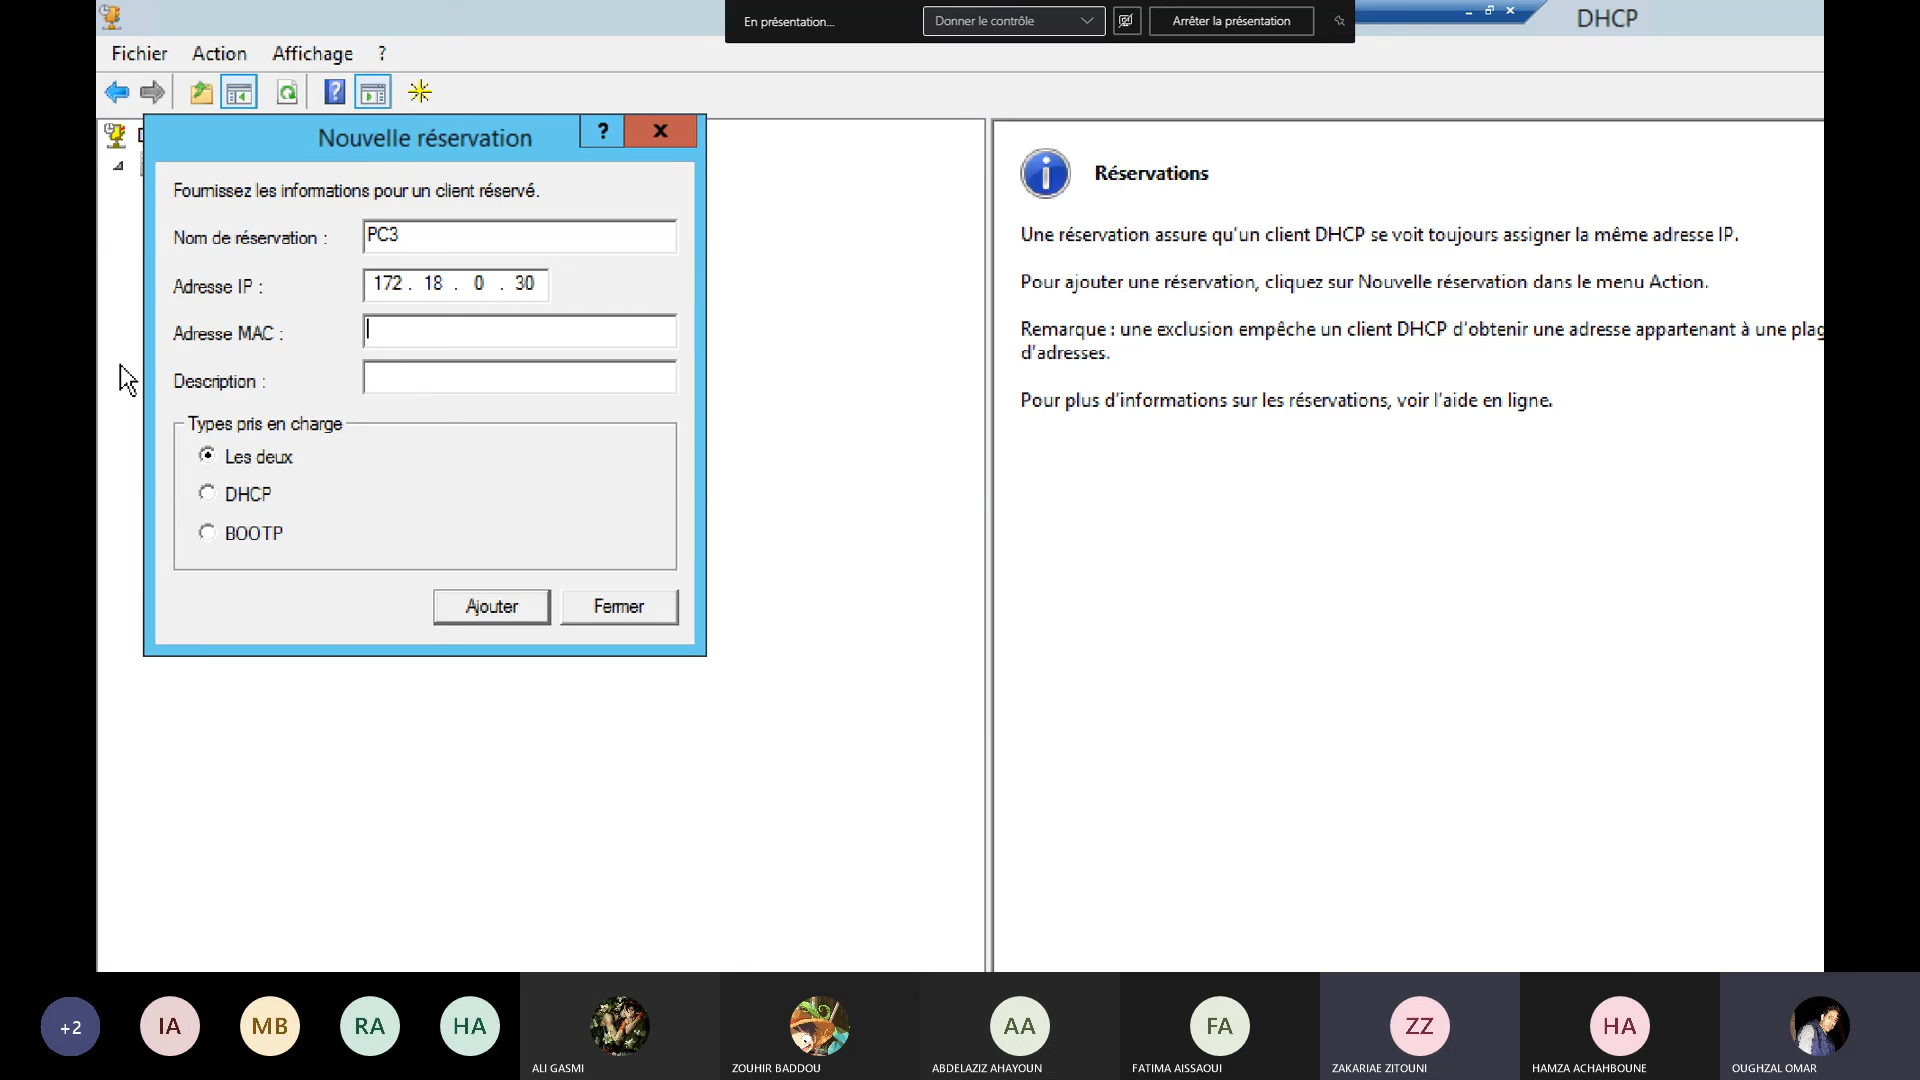 En présentation...
Donner le contrôle
Arrêter la présentation
DHCP
Fichier Action Affichage ?
Nouvelle réservation
?
x
Fournissez les informations pour un client réservé.
Nom de réservation :
PC3
Adresse IP :
172 . 18 . 0 . 30
Adresse MAC :
Description :
Types pris en charge
Les deux
DHCP
BOOTP
Ajouter
Fermer
Réservations
Une réservation assure qu'un client DHCP se voit toujours assigner la même adresse IP.
Pour ajouter une réservation, cliquez sur Nouvelle réservation dans le menu Action.
Remarque : une exclusion empêche un client DHCP d'obtenir une adresse appartenant à une plag
d'adresses.
Pour plus d'informations sur les réservations, voir l'aide en ligne.
+2
IA
MB
RA
HA
AA
FA
ZZ
HA
ALI GASMI
ZOUHIR BADDOU
ABDELAZIZ AHAYOUN
FATIMA AISSAOUI
ZAKARIAE ZITOUNI
HAMZA ACHAHBOUNE
OUGHZAL OMAR